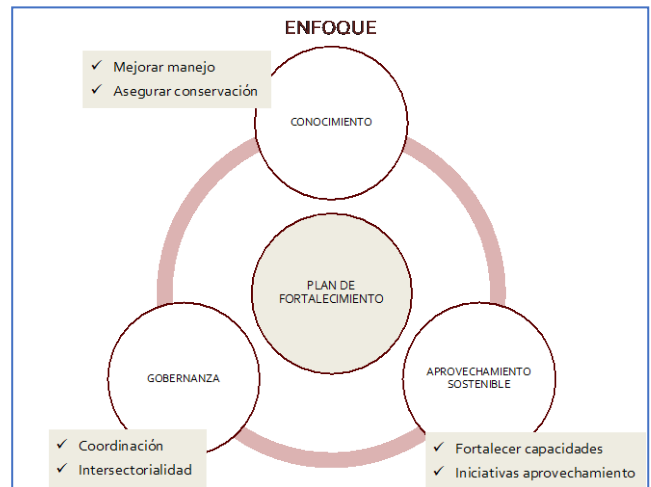 ENFOQUE
✓ Mejorar manejo
✓ Asegurar conservación
CONOCIMIENTO
PLAN DE
FORTALECIMIENTO
GOBERNANZA
APROVECHAMIENTO
SOSTENIBLE
✓ Coordinación
✓ Intersectorialidad
✓ Fortalecer capacidades
✓ Iniciativas aprovechamiento